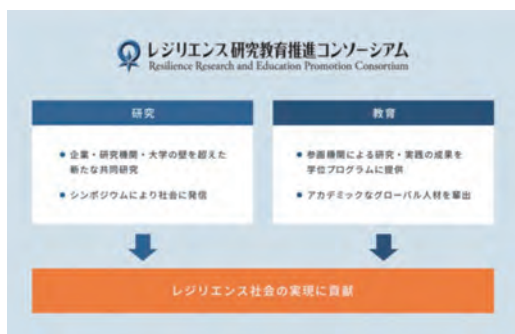 レジリエンス研究教育推進コンソーシアム
Resilience Research and Education Promotion Consortium
研究
● 企業・研究機関・大学の壁を超えた
新たな共同研究
● シンポジウムにより社会に発信
教育
● 参画機関による研究・実践の成果を
学位プログラムに提供
● アカデミックなグローバル人材を輩出
レジリエンス社会の実現に貢献